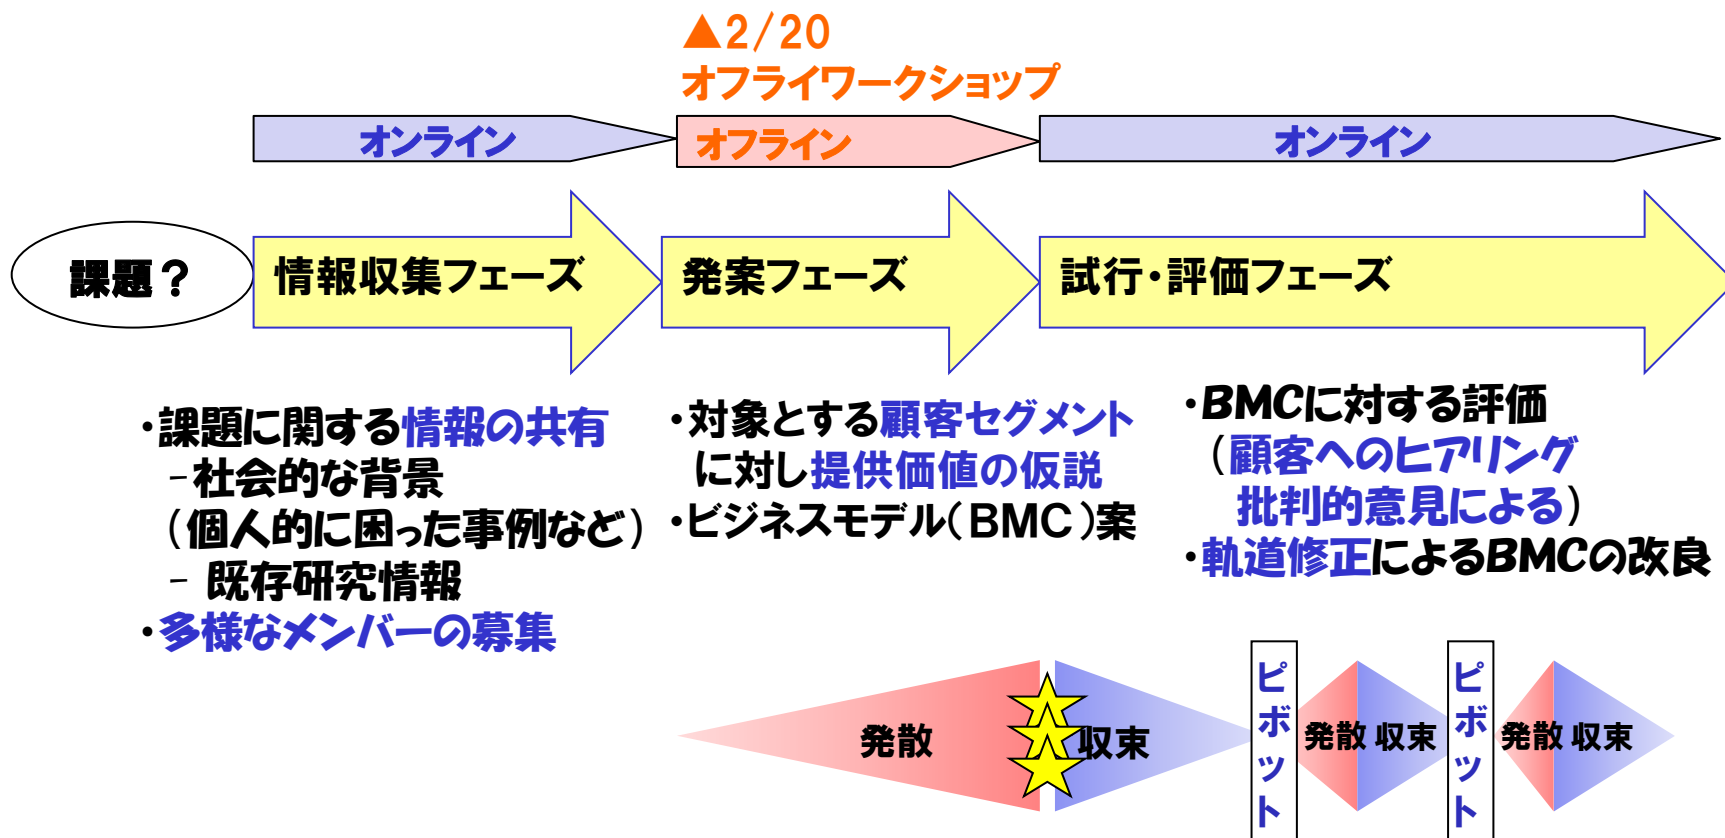 ▲2/20
オフライワークショップ
オンライン
オフライン
オンライン
課題？
情報収集フェーズ
発案フェーズ
試行・評価フェーズ
・課題に関する情報の共有
－社会的な背景
（個人的に困った事例など）
－ 既存研究情報
・多様なメンバーの募集
・対象とする顧客セグメント
に対し提供価値の仮説
・ビジネスモデル（BMC）案
・BMCに対する評価
（顧客へのヒアリング
批判的意見による）
・軌道修正によるBMCの改良
発散
収束
ピボット
発散
収束
ピボット
発散
収束